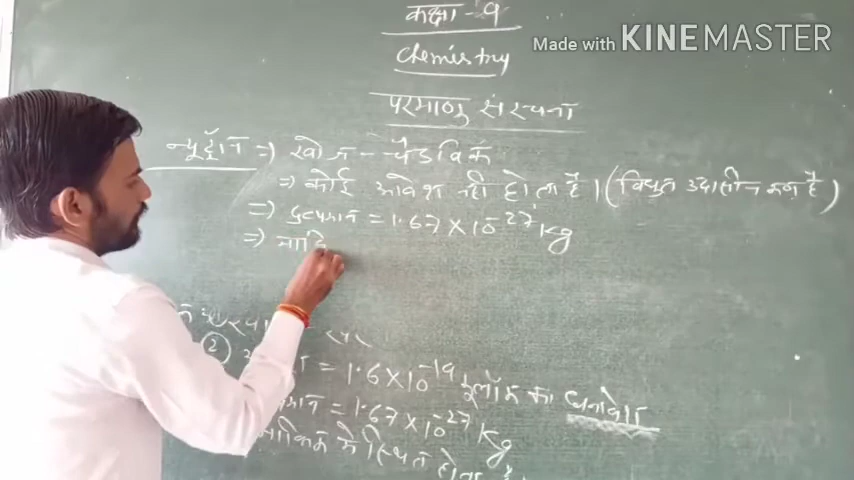 कक्षा - 9
Made with KINEMASTER
Chemistry
परमाणु संरचना
न्यूट्रॉन => खोज - चैडविक
=> कोई आवेश नही होता है। (विद्युत उदासीन कण है)
=> द्रव्यमान = 1.67 × 10^-27 kg
=> नाभि
② = 1.6×10^-19 कूलॉम का धनावेश
= 1.67×10^-27 Kg
में स्थित होता है